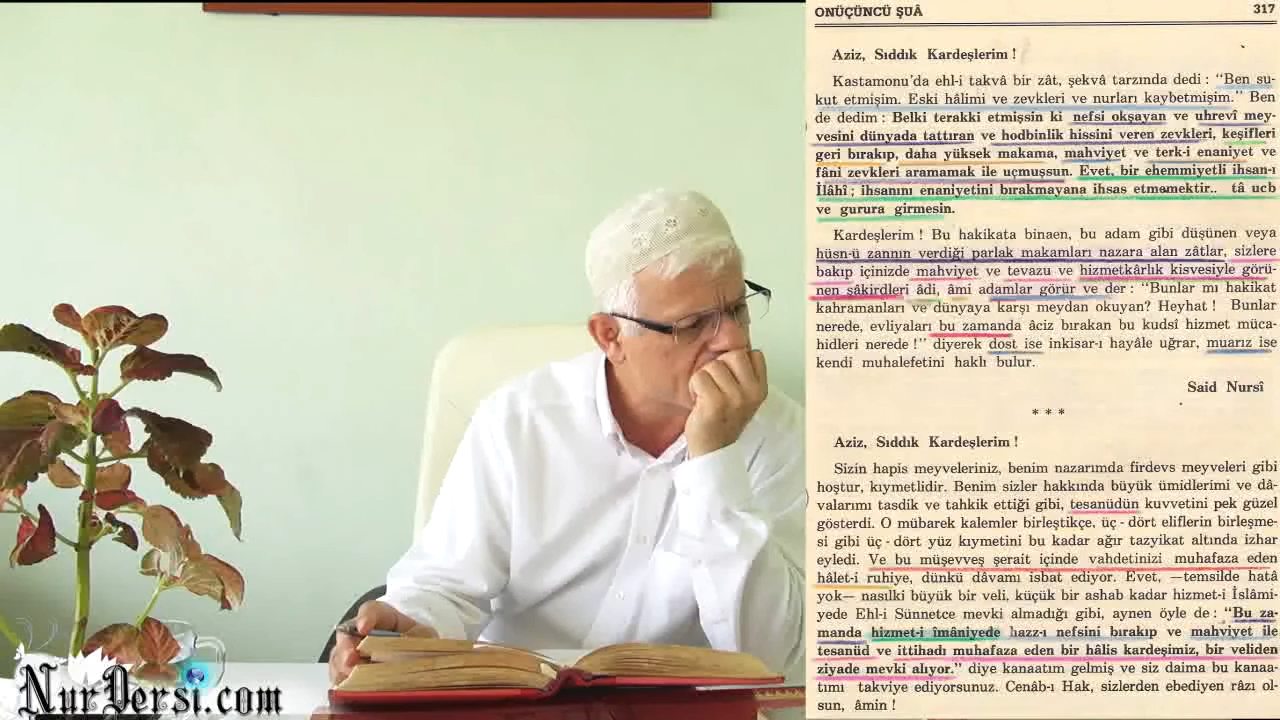 ONÜÇÜNCÜ ŞUÂ 317
Aziz, Sıddık Kardeşlerim !
Kastamonu'da ehl-i takvâ bir zât, şekvâ tarzında dedi : "Ben su-
kut etmişim. Eski hâlimi ve zevkleri ve nurları kaybetmişim." Ben
de dedim : Belki terakki etmişsin ki nefsi okşayan ve uhrevî mey-
vesini dünyada tattıran ve hodbinlik hissini veren zevkleri, keşifleri
geri bırakıp, daha yüksek makama, mahviyet ve terk-i enaniyet ve
fâni zevkleri aramamak ile uçmuşsun. Evet, bir ehemmiyetli ihsan-ı
İlâhî ; ihsanını enaniyetini bırakmayana ihsas etmemektir.. tâ ucb
ve gurura girmesin.
Kardeşlerim ! Bu hakikata binaen, bu adam gibi düşünen veya
hüsn-ü zannın verdiği parlak makamları nazara alan zâtlar, sizlere
bakıp içinizde mahviyet ve tevazu ve hizmetkârlık kisvesiyle görü-
nen şâkirdleri âdi, âmi adamlar görür ve der : "Bunlar mı hakikat
kahramanları ve dünyaya karşı meydan okuyan? Heyhat ! Bunlar
nerede, evliyaları bu zamanda âciz bırakan bu kudsî hizmet müca-
hidleri nerede !" diyerek dost ise inkisar-ı hayâle uğrar, muarız ise
kendi muhalefetini haklı bulur.
Said Nursî
* * *
Aziz, Sıddık Kardeşlerim !
Sizin hapis meyveleriniz, benim nazarımda firdevs meyveleri gibi
hoştur, kıymetlidir. Benim sizler hakkında büyük ümidlerimi ve dâ-
valarımı tasdik ve tahkik ettiği gibi, tesanüdün kuvvetini pek güzel
gösterdi. O mübarek kalemler birleştikçe, üç - dört eliflerin birleşme-
si gibi üç - dört yüz kıymetini bu kadar ağır tazyikat altında izhar
eyledi. Ve bu müşevveş şerait içinde vahdetinizi muhafaza eden
hâlet-i ruhiye, dünkü dâvamı isbat ediyor. Evet, —temsilde hatâ
yok— nasılki büyük bir veli, küçük bir ashab kadar hizmet-i İslâmi-
yede Ehl-i Sünnetce mevki almadığı gibi, aynen öyle de : "Bu za-
manda hizmet-i îmâniyede hazz-ı nefsini bırakıp ve mahviyet ile
tesanüd ve ittihadı muhafaza eden bir hâlis kardeşimiz, bir veliden
ziyade mevki alıyor." diye kanaatım gelmiş ve siz daima bu kanaa-
tımı takviye ediyorsunuz. Cenâb-ı Hak, sizlerden ebediyen râzı ol-
sun, âmin !
NurDersi.com